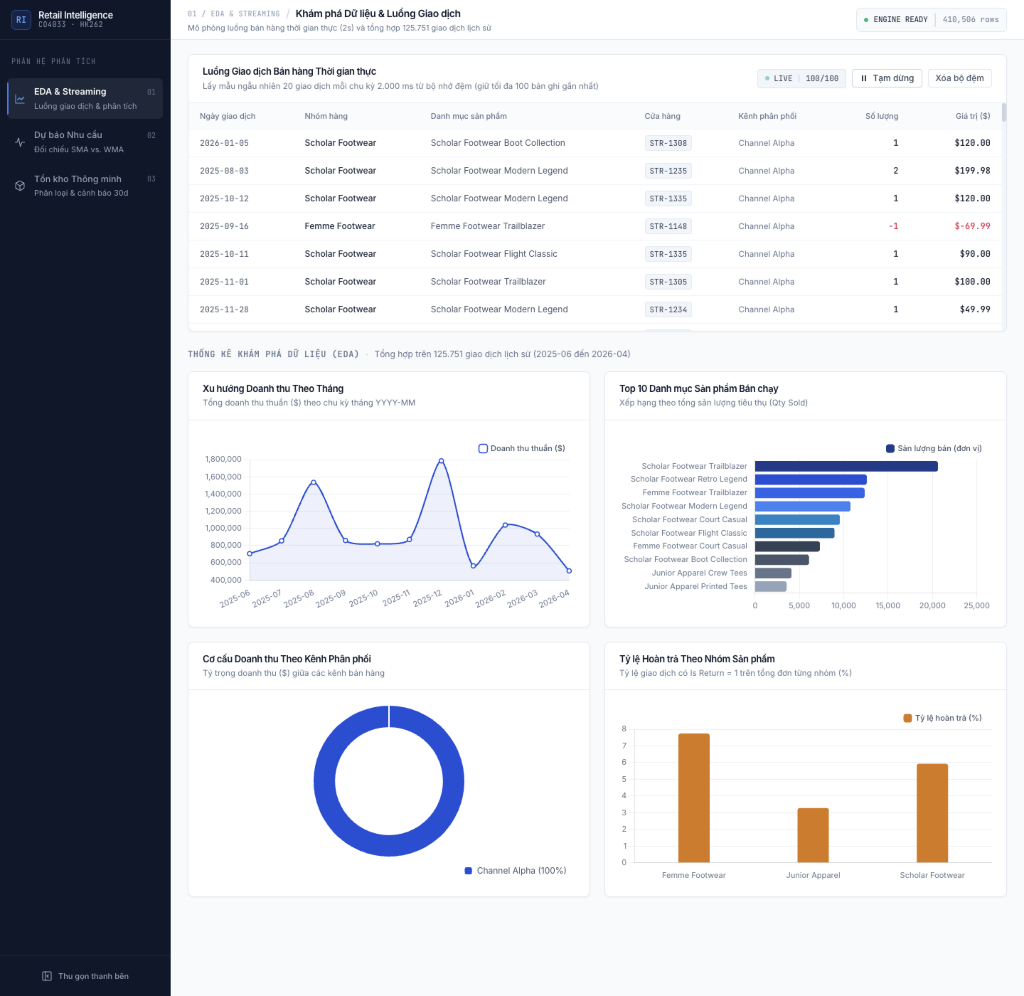 RI
Retail Intelligence
CO4033 · HK262
PHÂN HỆ PHÂN TÍCH
EDA & Streaming 01
Luồng giao dịch & phân tích
Dự báo Nhu cầu 02
Đối chiếu SMA vs. WMA
Tồn kho Thông minh 03
Phân loại & cảnh báo 30d
Thu gọn thanh bên
01 / EDA & STREAMING / Khám phá Dữ liệu & Luồng Giao dịch
Mô phỏng luồng bán hàng thời gian thực (2s) và tổng hợp 125.751 giao dịch lịch sử
ENGINE READY 410,506 rows
Luồng Giao dịch Bán hàng Thời gian thực
Lấy mẫu ngẫu nhiên 20 giao dịch mỗi chu kỳ 2.000 ms từ bộ nhớ đệm (giữ tối đa 100 bản ghi gần nhất)
LIVE 100/100 Tạm dừng Xóa bộ đệm
Ngày giao dịch Nhóm hàng Danh mục sản phẩm Cửa hàng Kênh phân phối Số lượng Giá trị ($)
2026-01-05 Scholar Footwear Scholar Footwear Boot Collection STR-1308 Channel Alpha 1 $120.00
2025-08-03 Scholar Footwear Scholar Footwear Modern Legend STR-1235 Channel Alpha 2 $199.98
2025-10-12 Scholar Footwear Scholar Footwear Modern Legend STR-1335 Channel Alpha 1 $120.00
2025-09-16 Femme Footwear Femme Footwear Trailblazer STR-1148 Channel Alpha -1 $-69.99
2025-10-11 Scholar Footwear Scholar Footwear Flight Classic STR-1335 Channel Alpha 1 $90.00
2025-11-01 Scholar Footwear Scholar Footwear Trailblazer STR-1305 Channel Alpha 1 $100.00
2025-11-28 Scholar Footwear Scholar Footwear Modern Legend STR-1234 Channel Alpha 1 $49.99
THỐNG KÊ KHÁM PHÁ DỮ LIỆU (EDA) · Tổng hợp trên 125.751 giao dịch lịch sử (2025-06 đến 2026-04)
Xu hướng Doanh thu Theo Tháng
Tổng doanh thu thuần ($) theo chu kỳ tháng YYYY-MM
Doanh thu thuần ($)
1,800,000
1,600,000
1,400,000
1,200,000
1,000,000
800,000
600,000
400,000
2025-06 2025-07 2025-08 2025-09 2025-10 2025-11 2025-12 2026-01 2026-02 2026-03 2026-04
Top 10 Danh mục Sản phẩm Bán chạy
Xếp hạng theo tổng sản lượng tiêu thụ (Qty Sold)
Sản lượng bán (đơn vị)
Scholar Footwear Trailblazer
Scholar Footwear Retro Legend
Femme Footwear Trailblazer
Scholar Footwear Modern Legend
Scholar Footwear Court Casual
Scholar Footwear Flight Classic
Femme Footwear Court Casual
Scholar Footwear Boot Collection
Junior Apparel Crew Tees
Junior Apparel Printed Tees
0 5,000 10,000 15,000 20,000 25,000
Cơ cấu Doanh thu Theo Kênh Phân phối
Tỷ trọng doanh thu ($) giữa các kênh bán hàng
Channel Alpha (100%)
Tỷ lệ Hoàn trả Theo Nhóm Sản phẩm
Tỷ lệ giao dịch có Is Return = 1 trên tổng đơn từng nhóm (%)
Tỷ lệ hoàn trả (%)
8
7
6
5
4
3
2
1
0
Femme Footwear Junior Apparel Scholar Footwear